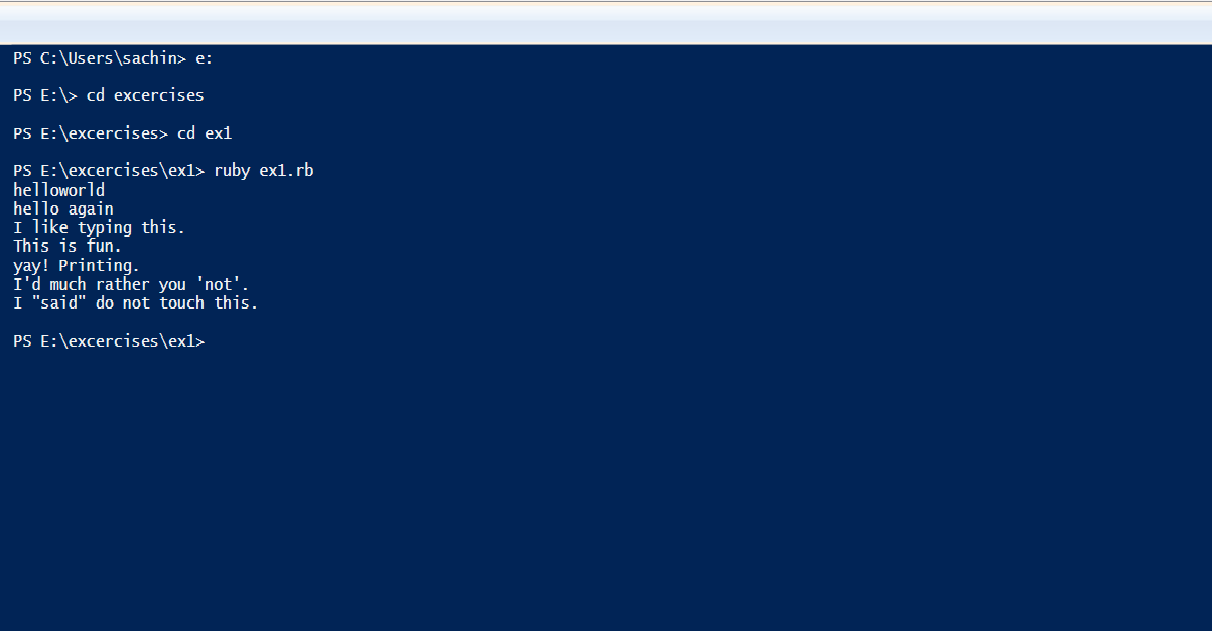 PS C:\Users\sachin> e:
PS E:\> cd excercises
PS E:\excercises> cd ex1
PS E:\excercises\ex1> ruby ex1.rb
helloworld
hello again
I like typing this.
This is fun.
yay! Printing.
I'd much rather you 'not'.
I "said" do not touch this.
PS E:\excercises\ex1>